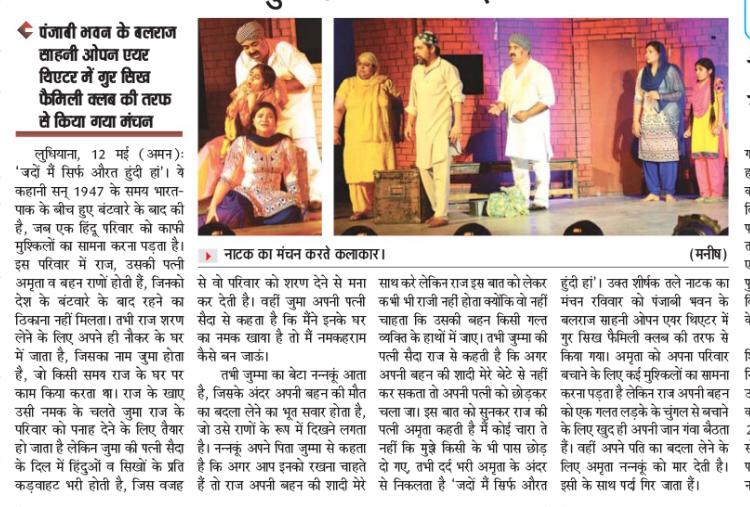 पंजाबी भवन के बलराज
साहनी ओपन एयर
थिएटर में गुर सिख
फैमिली क्लब की तरफ
से किया गया मंचन
लुधियाना, 12 मई (अमन):
‘जदों मैं सिर्फ औरत हुंदी हां’। ये
कहानी सन् 1947 के समय भारत-
पाक के बीच हुए बंटवारे के बाद की
है, जब एक हिंदू परिवार को काफी
मुश्किलों का सामना करना पड़ता है।
इस परिवार में राज, उसकी पत्नी
अमृता व बहन राणों होती है, जिनको
देश के बंटवारे के बाद रहने का
ठिकाना नहीं मिलता। तभी राज शरण
लेने के लिए अपने ही नौकर के घर
में जाता है, जिसका नाम जुमा होता
है, जो किसी समय राज के घर पर
काम किया करता था। राज के खाए
उसी नमक के चलते जुमा राज के
परिवार को पनाह देने के लिए तैयार
हो जाता है लेकिन जुमा की पत्नी सैदा
के दिल में हिंदुओं व सिखों के प्रति
कड़वाहट भरी होती है, जिस वजह
नाटक का मंचन करते कलाकार।
(मनीष)
से वो परिवार को शरण देने से मना
कर देती है। वहीं जुमा अपनी पत्नी
सैदा से कहता है कि मैंने इनके घर
का नमक खाया है तो मैं नमकहराम
कैसे बन जाऊं।
तभी जुम्मा का बेटा नन्कूं आता
है, जिसके अंदर अपनी बहन की मौत
का बदला लेने का भूत सवार होता है,
जो उसे राणों के रूप में दिखने लगता
है। नन्कूं अपने पिता जुम्मा से कहता
है कि अगर आप इनको रखना चाहते
हैं तो राज अपनी बहन की शादी मेरे
साथ करे लेकिन राज इस बात को लेकर
कभी भी राजी नहीं होता क्योंकि वो नहीं
चाहता कि उसकी बहन किसी गल्त
व्यक्ति के हाथों में जाए। तभी जुम्मा की
पत्नी सैदा राज से कहती है कि अगर
अपनी बहन की शादी मेरे बेटे से नहीं
कर सकता तो अपनी पत्नी को छोड़कर
चला जा। इस बात को सुनकर राज की
पत्नी अमृता कहती है मैं कोई चारा ते
नहीं कि मुझे किसी के भी पास छोड़
दो गए, तभी दर्द भरी अमृता के अंदर
से निकलता है ‘जदों मैं सिर्फ औरत
हुंदी हां’। उक्त शीर्षक तले नाटक का
मंचन रविवार को पंजाबी भवन के
बलराज साहनी ओपन एयर थिएटर में
गुर सिख फैमिली क्लब की तरफ से
किया गया। अमृता को अपना परिवार
बचाने के लिए कई मुश्किलों का सामना
करना पड़ता है लेकिन राज अपनी बहन
को एक गलत लड़के के चुंगल से बचाने
के लिए खुद ही अपनी जान गंवा बैठता
है। वहीं अपने पति का बदला लेने के
लिए अमृता नन्कूं को मार देती है।
इसी के साथ पर्दा गिर जाता हैं।